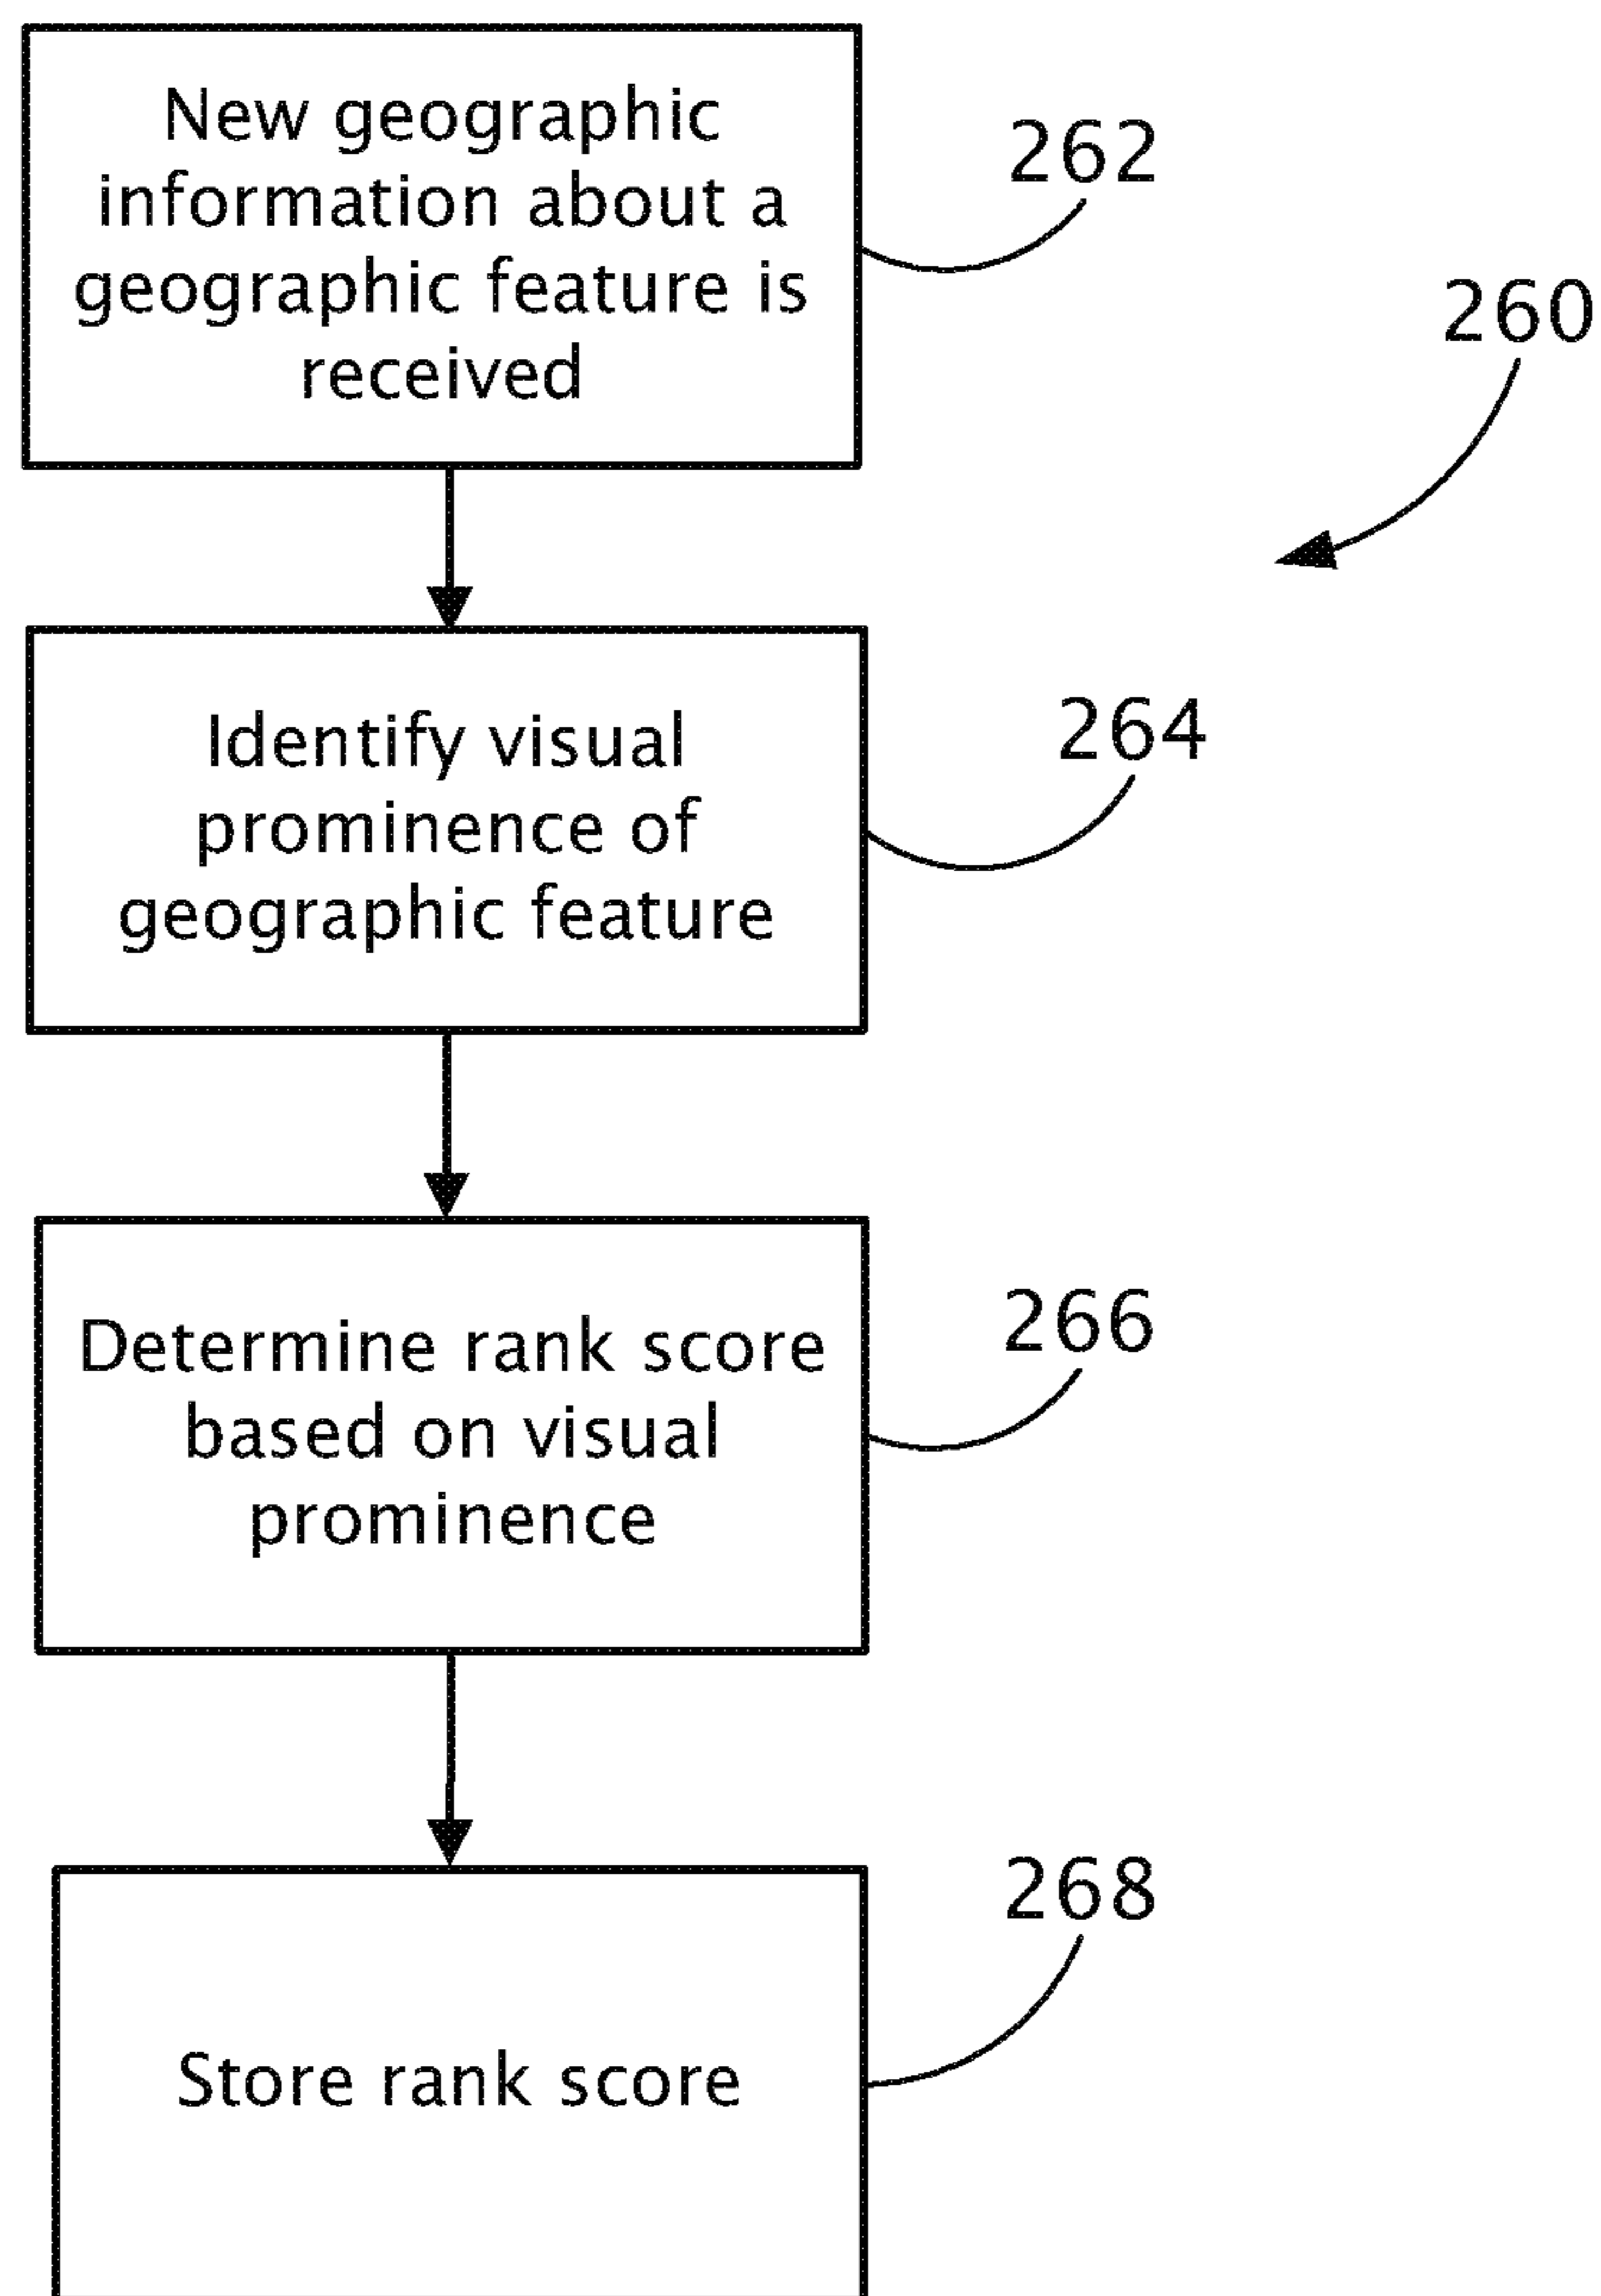 New geographic
information about a
geographic feature is
received
262
260
Identify visual
prominence of
geographic feature
264
Determine rank score
based on visual
prominence
266
Store rank score
268